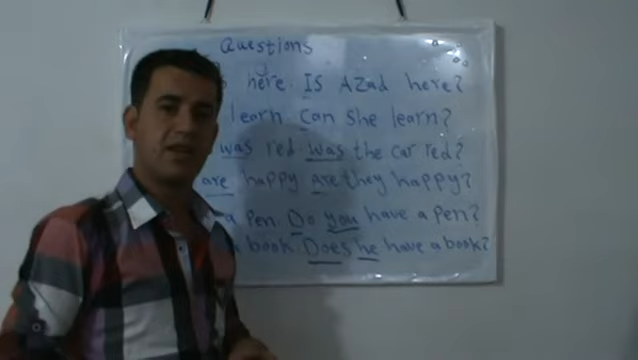 Questions
here. Is Azad here?
learn Can she learn?
was red was the car red?
are happy are they happy?
a pen Do you have a pen?
book. Does he have a book?